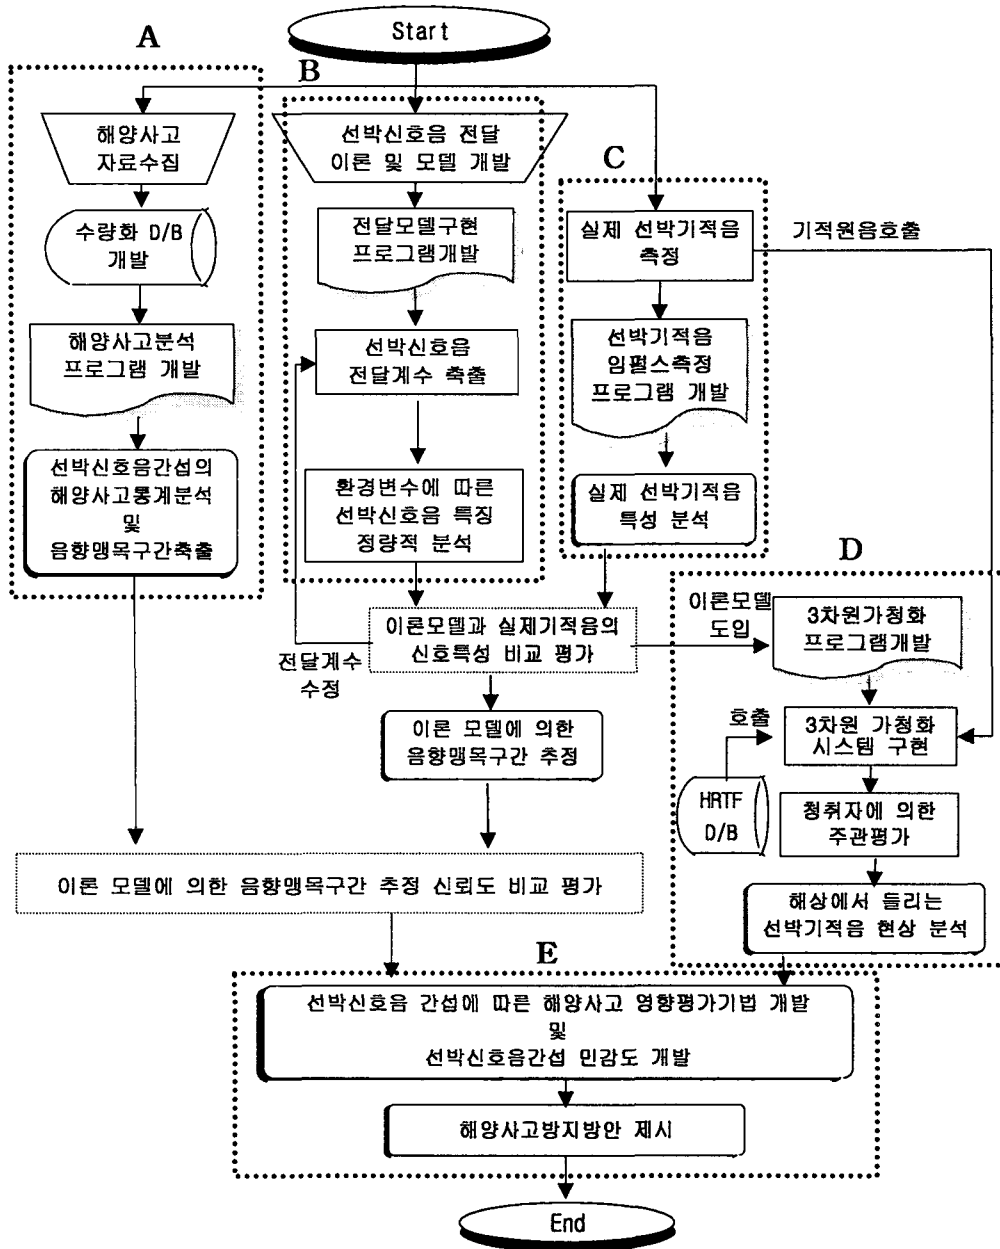 Start
A
해양사고
자료수집
수량화 D/B
개발
해양사고분석
프로그램 개발
선박신호음간섭의
해양사고통계분석
및
음향맹목구간축출
B
선박신호음 전달
이론 및 모델 개발
전달모델구현
프로그램개발
선박신호음
전달계수 축출
환경변수에 따른
선박신호음 특징
정량적 분석
C
실제 선박기적음
측정
기적원음호출
선박기적음
임펄스측정
프로그램 개발
실제 선박기적음
특성 분석
이론모델과 실제기적음의
신호특성 비교 평가
전달계수
수정
이론 모델에 의한
음향맹목구간 추정
D
이론모델
도입
3차원가청화
프로그램개발
호출
3차원 가청화
시스템 구현
HRTF
D/B
청취자에 의한
주관평가
해상에서 들리는
선박기적음 현상 분석
이론 모델에 의한 음향맹목구간 추정 신뢰도 비교 평가
E
선박신호음 간섭에 따른 해양사고 영향평가기법 개발
및
선박신호음간섭 민감도 개발
해양사고방지방안 제시
End